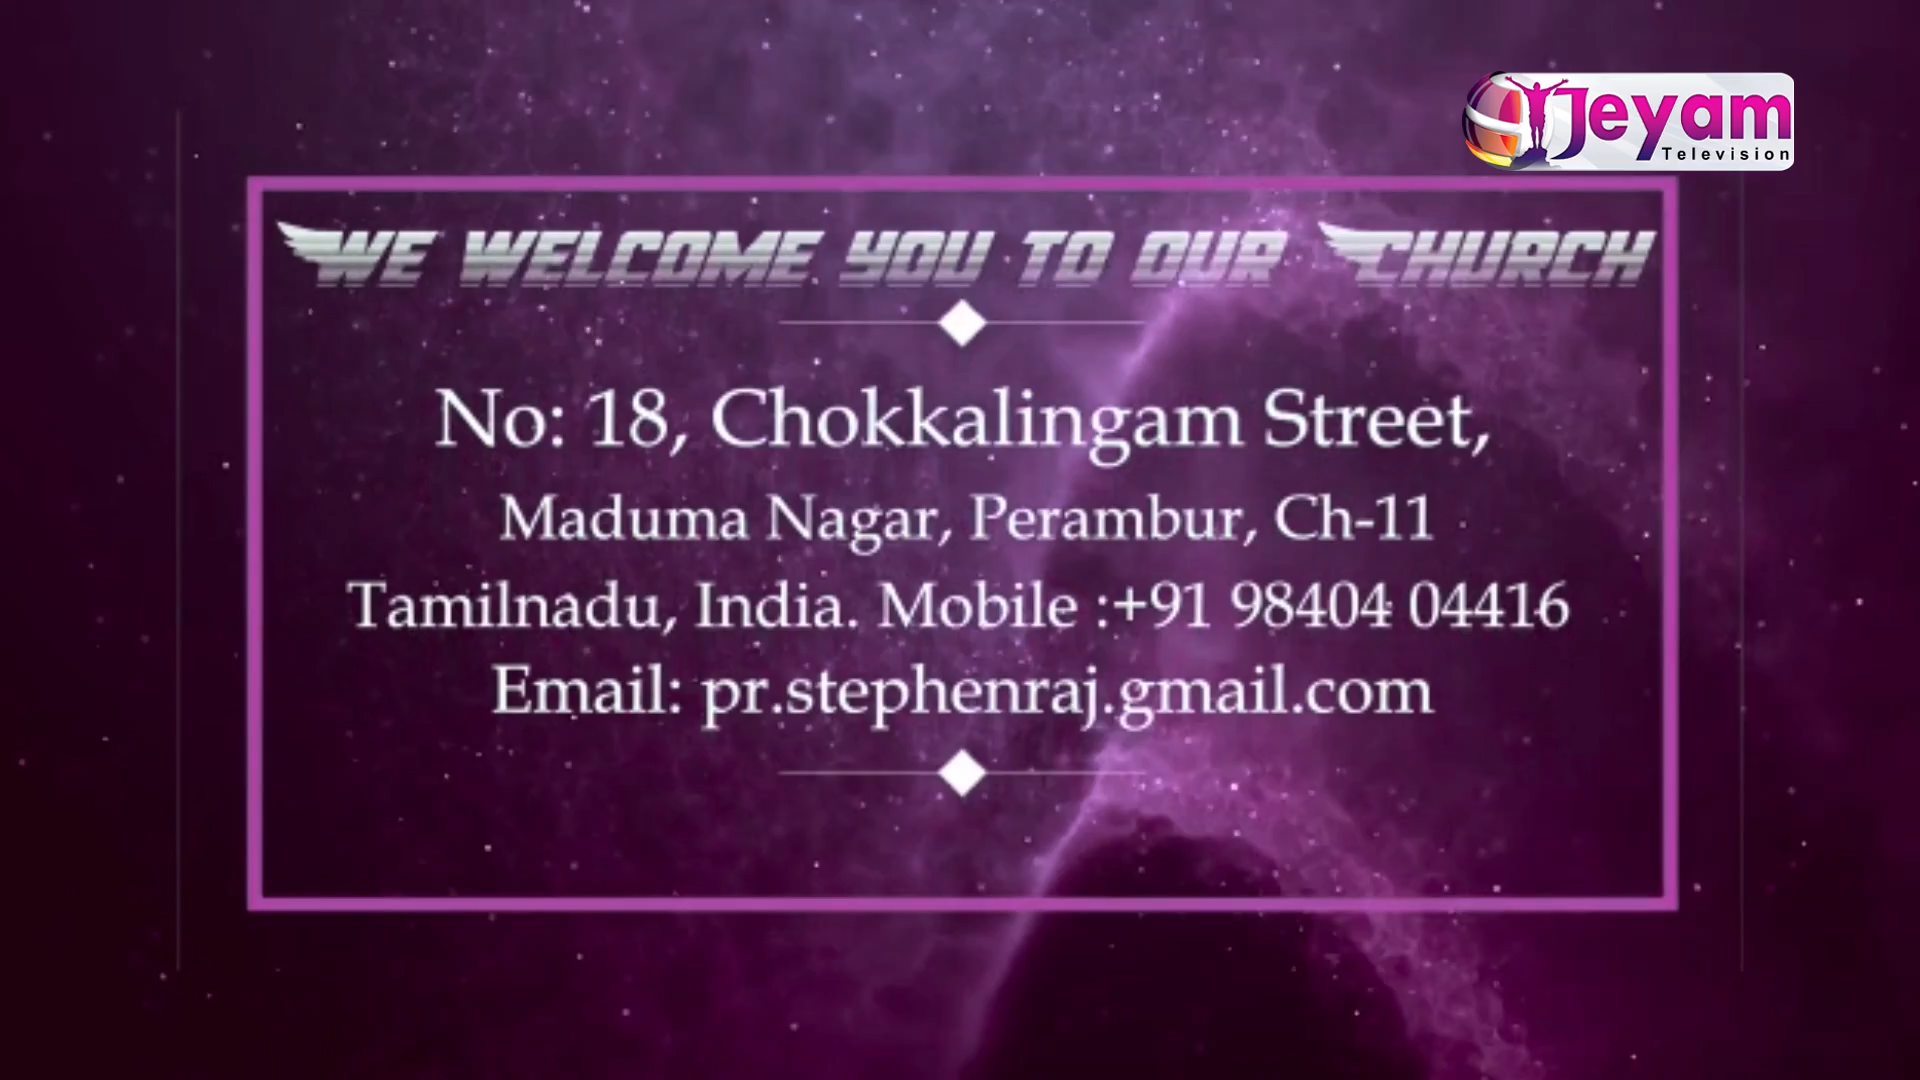 Jeyam
Television
WE WELCOME YOU TO OUR CHURCH
No: 18, Chokkalingam Street,
Maduma Nagar, Perambur, Ch-11
Tamilnadu, India. Mobile :+91 98404 04416
Email: pr.stephenraj.gmail.com